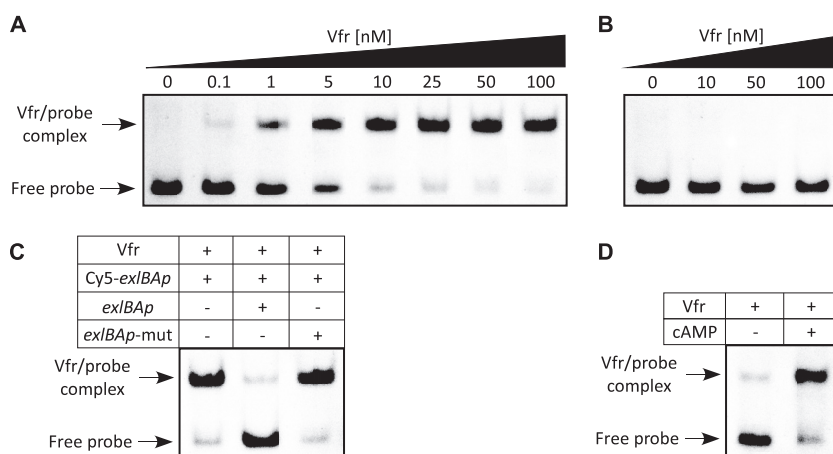 A
Vfr [nM]
0 0.1 1 5 10 25 50 100
Vfr/probe
complex
Free probe
B
Vfr [nM]
0 10 50 100
C
Vfr + + +
Cy5-exlBAp + + +
exlBAp - + -
exlBAp-mut - - +
Vfr/probe
complex
Free probe
D
Vfr + +
cAMP - +
Vfr/probe
complex
Free probe